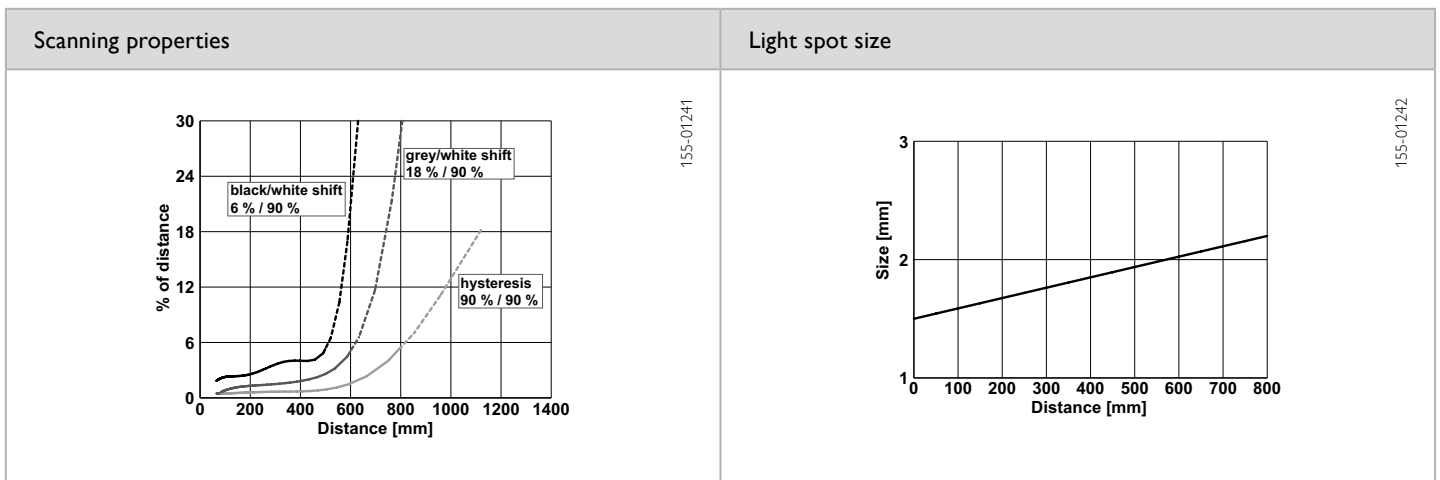 Scanning properties
Light spot size
155-01241
30
24
18
12
6
0
% of distance
black/white shift
6 % / 90 %
grey/white shift
18 % / 90 %
hysteresis
90 % / 90 %
0 200 400 600 800 1000 1200 1400
Distance [mm]
155-01242
3
2
1
Size [mm]
0 100 200 300 400 500 600 700 800
Distance [mm]